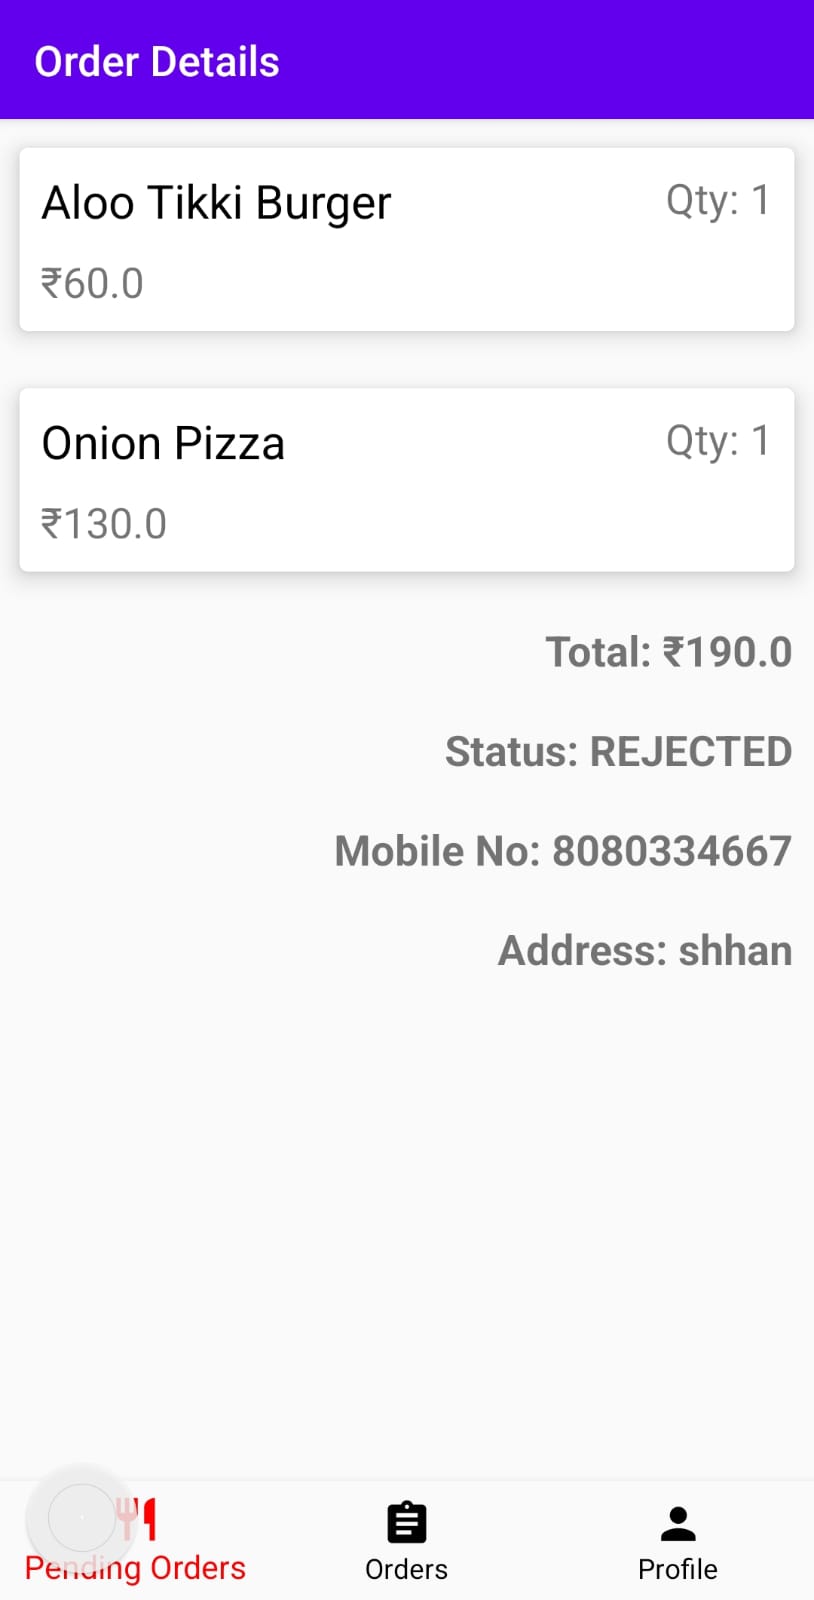 Order Details
Aloo Tikki Burger Qty: 1
₹60.0
Onion Pizza Qty: 1
₹130.0
Total: ₹190.0
Status: REJECTED
Mobile No: 8080334667
Address: shhan
Pending Orders Orders Profile